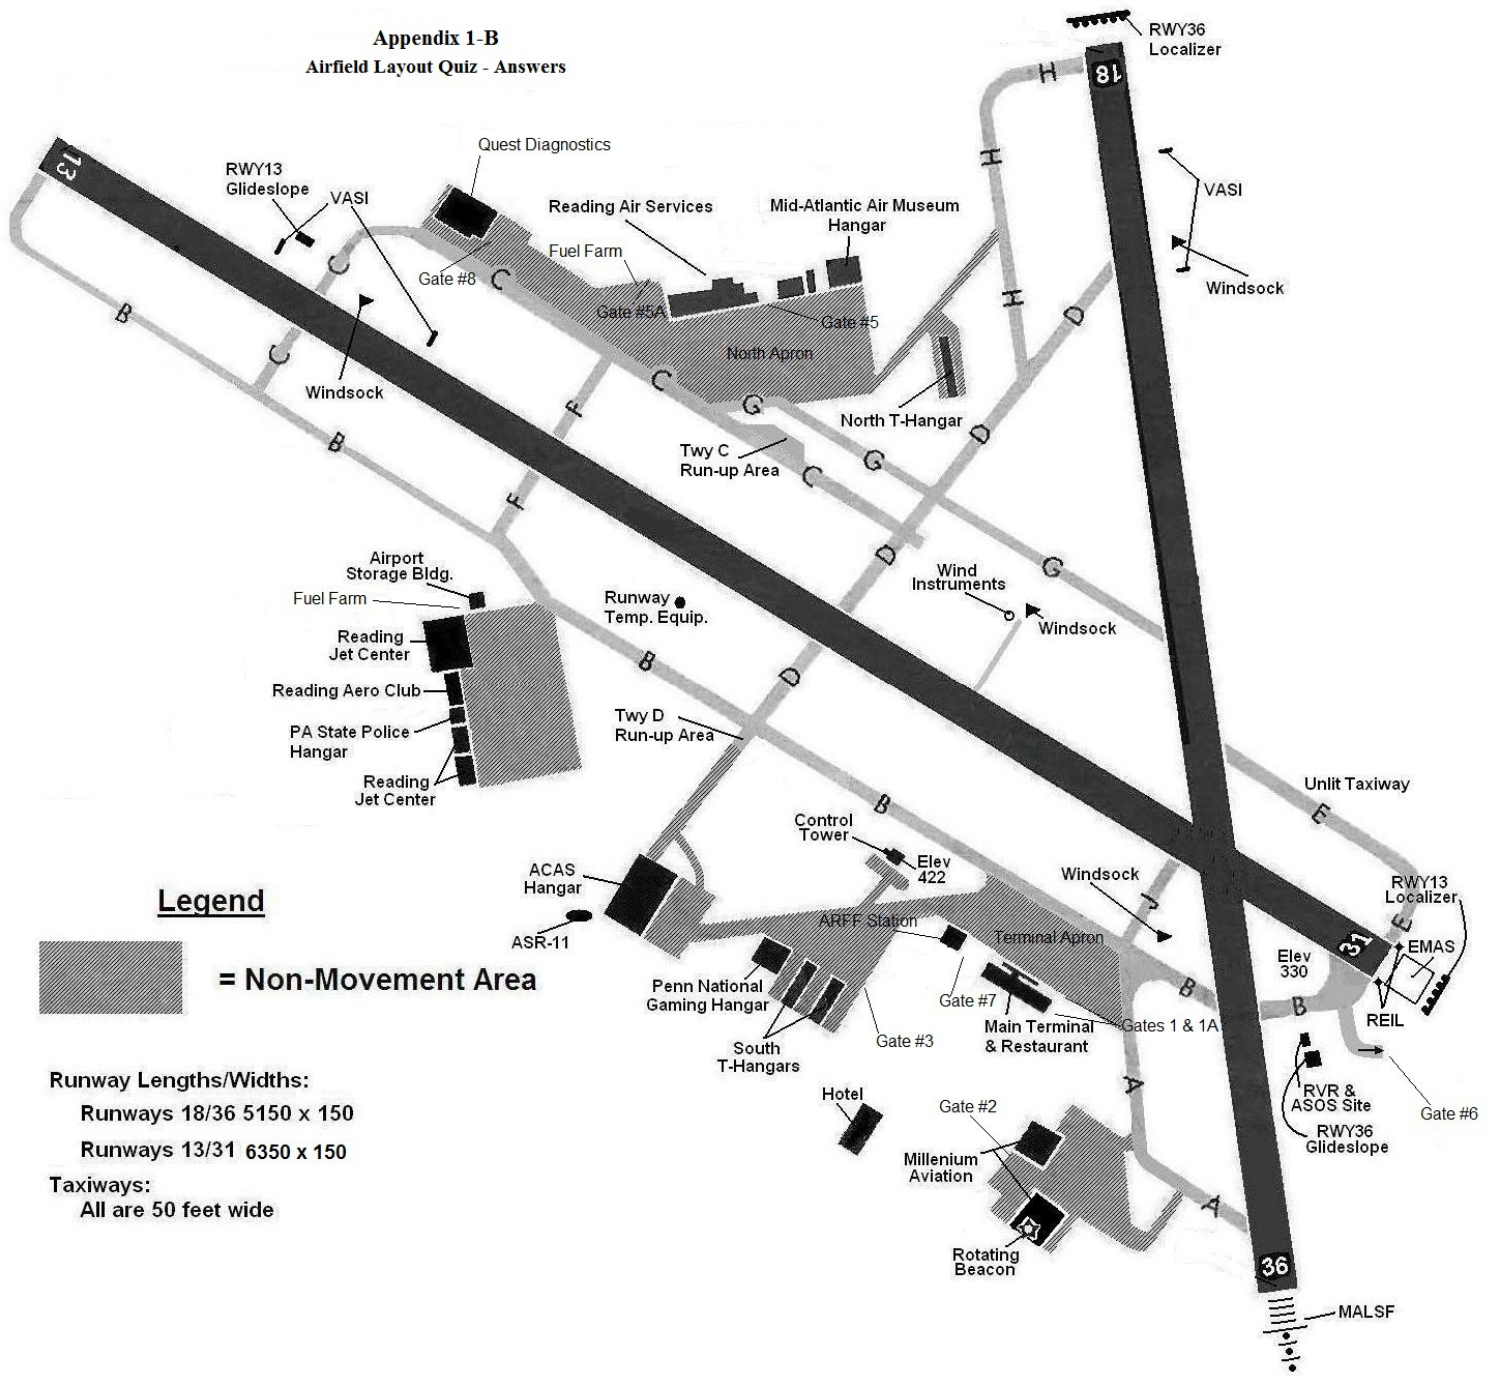 Appendix 1-B
Airfield Layout Quiz - Answers
RWY36
Localizer
18
H
H
H
VASI
Windsock
13
RWY13
Glideslope
VASI
Quest Diagnostics
Reading Air Services
Mid-Atlantic Air Museum
Hangar
Fuel Farm
Gate #8
Gate #5A
Gate #5
North Apron
North T-Hangar
Windsock
B
B
C
C
C
C
C
F
F
G
G
G
D
D
D
D
Twy C
Run-up Area
Airport
Storage Bldg.
Fuel Farm
Reading
Jet Center
Reading Aero Club
PA State Police
Hangar
Reading
Jet Center
Runway
Temp. Equip.
Wind
Instruments
Windsock
B
Twy D
Run-up Area
B
Unlit Taxiway
E
E
Control
Tower
Elev
422
Windsock
J
RWY13
Localizer
ACAS
Hangar
ASR-11
ARFF Station
Terminal Apron
31
EMAS
Elev
330
REIL
B
B
Penn National
Gaming Hangar
South
T-Hangars
Gate #3
Gate #7
Main Terminal
& Restaurant
Gates 1 & 1A
Legend
= Non-Movement Area
Runway Lengths/Widths:
Runways 18/36 5150 x 150
Runways 13/31 6350 x 150
Taxiways:
All are 50 feet wide
Hotel
Gate #2
A
A
Millenium
Aviation
Rotating
Beacon
RVR &
ASOS Site
RWY36
Glideslope
Gate #6
36
MALSF